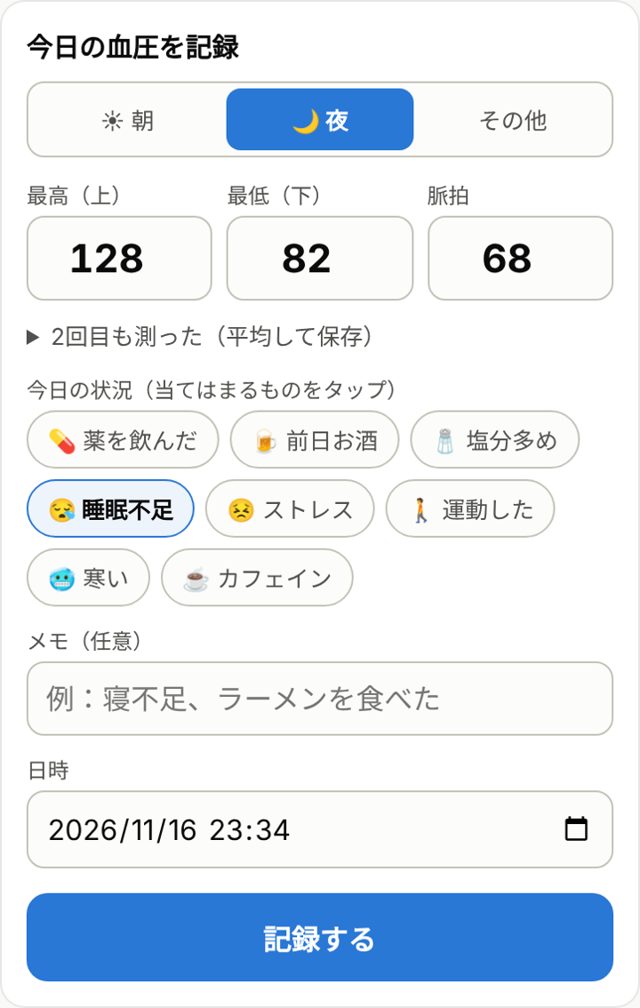 今日の血圧を記録
☀ 朝 🌙 夜 その他
最高（上） 最低（下） 脈拍
128 82 68
▶ 2回目も測った（平均して保存）
今日の状況（当てはまるものをタップ）
💊 薬を飲んだ 🍺 前日お酒 🧂 塩分多め
😪 睡眠不足 😣 ストレス 🚶 運動した
🥶 寒い ☕ カフェイン
メモ（任意）
例：寝不足、ラーメンを食べた
日時
2026/11/16 23:34
記録する